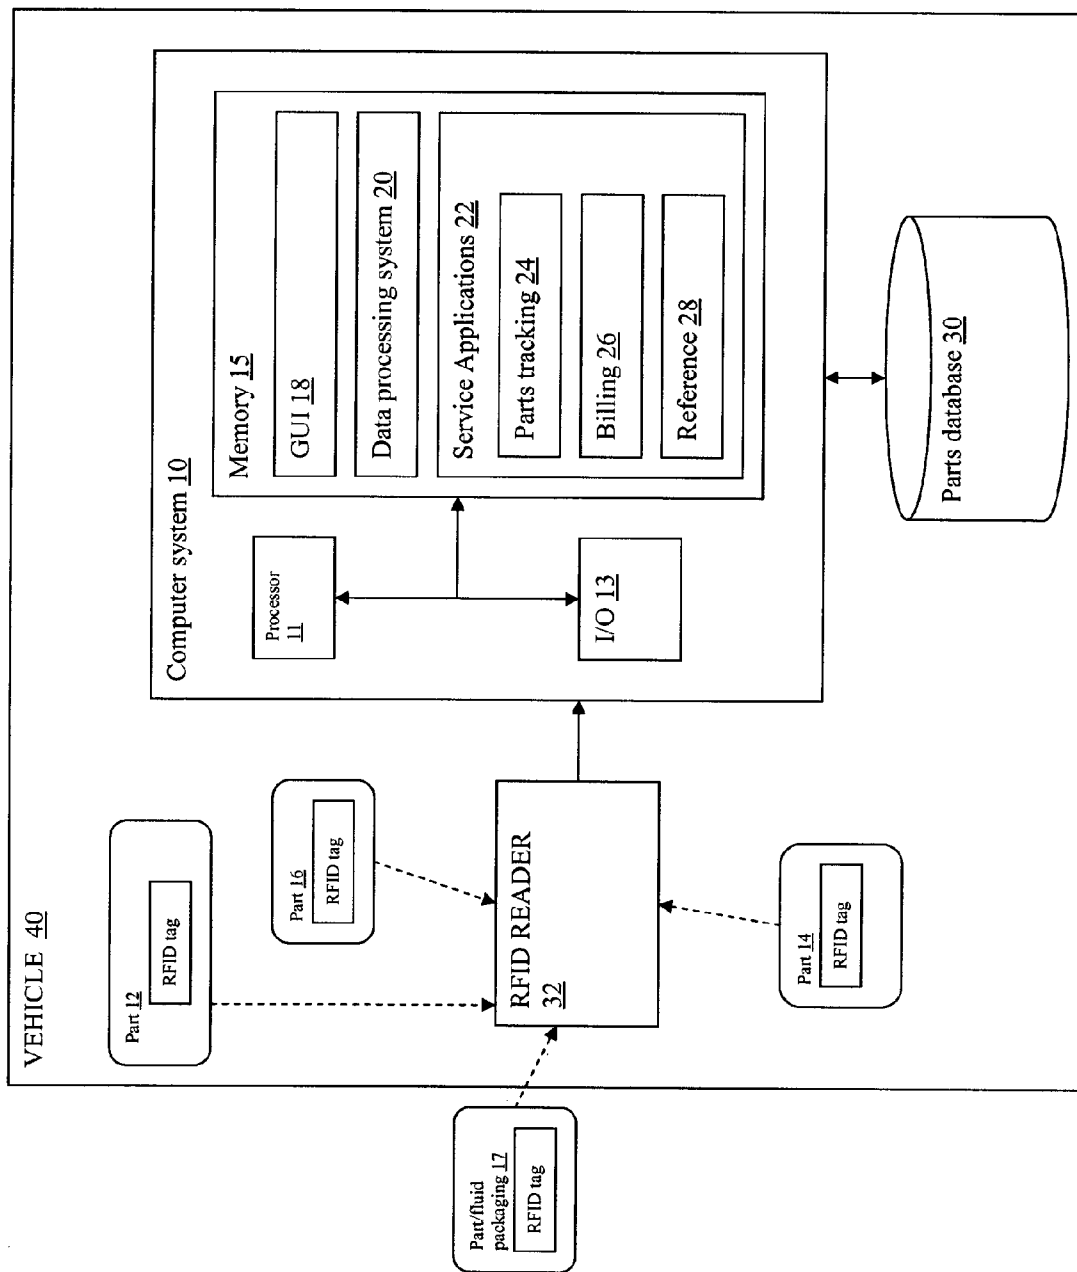 VEHICLE 40
Part 12
RFID tag
Part 16
RFID tag
Part/fluid
packaging 17
RFID tag
RFID READER
32
Part 14
RFID tag
Computer system 10
Processor
11
I/O 13
Memory 15
GUI 18
Data processing system 20
Service Applications 22
Parts tracking 24
Billing 26
Reference 28
Parts database 30